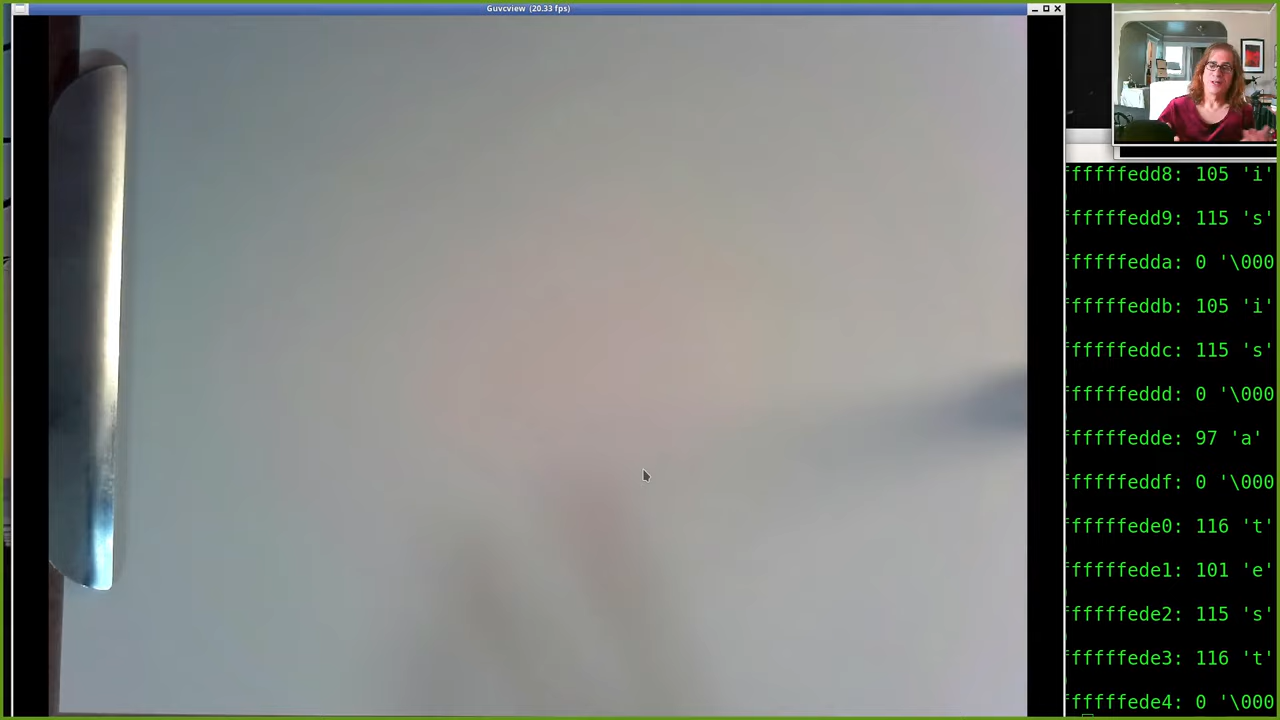 Guvcview (20.33 fps)
fffffedd8: 105 'i'
fffffedd9: 115 's'
fffffedda: 0 '\000
fffffeddb: 105 'i'
fffffeddc: 115 's'
fffffeddd: 0 '\000
fffffedde: 97 'a'
fffffeddf: 0 '\000
fffffede0: 116 't'
fffffede1: 101 'e'
fffffede2: 115 's'
fffffede3: 116 't'
fffffede4: 0 '\000